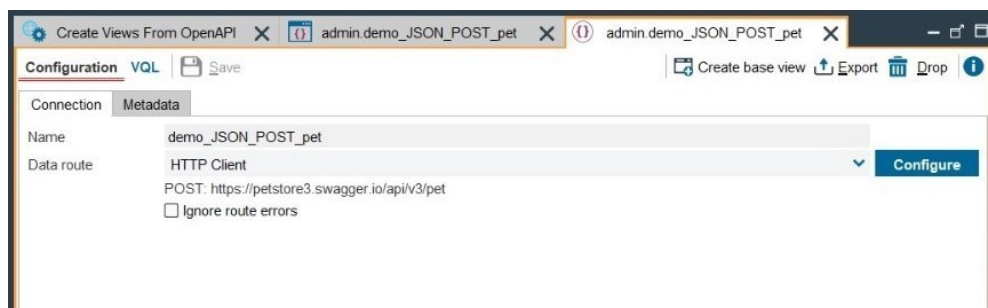 Create Views From OpenAPI admin.demo_JSON_POST_pet admin.demo_JSON_POST_pet
Configuration VQL Save Create base view Export Drop
Connection Metadata
Name demo_JSON_POST_pet
Data route HTTP Client Configure
POST: https://petstore3.swagger.io/api/v3/pet
Ignore route errors